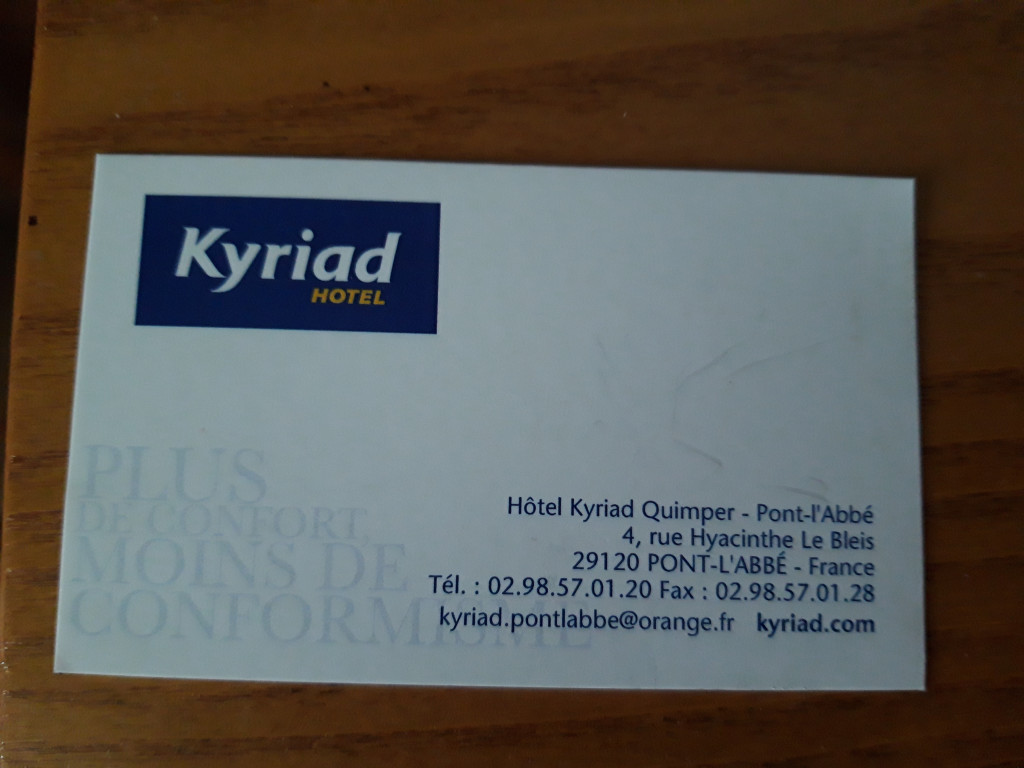 Kyriad
HOTEL
PLUS
DE CONFORT,
MOINS DE
CONFORMISME
Hôtel Kyriad Quimper - Pont-l'Abbé
4, rue Hyacinthe Le Bleis
29120 PONT-L'ABBÉ - France
Tél. : 02.98.57.01.20 Fax : 02.98.57.01.28
kyriad.pontlabbe@orange.fr kyriad.com